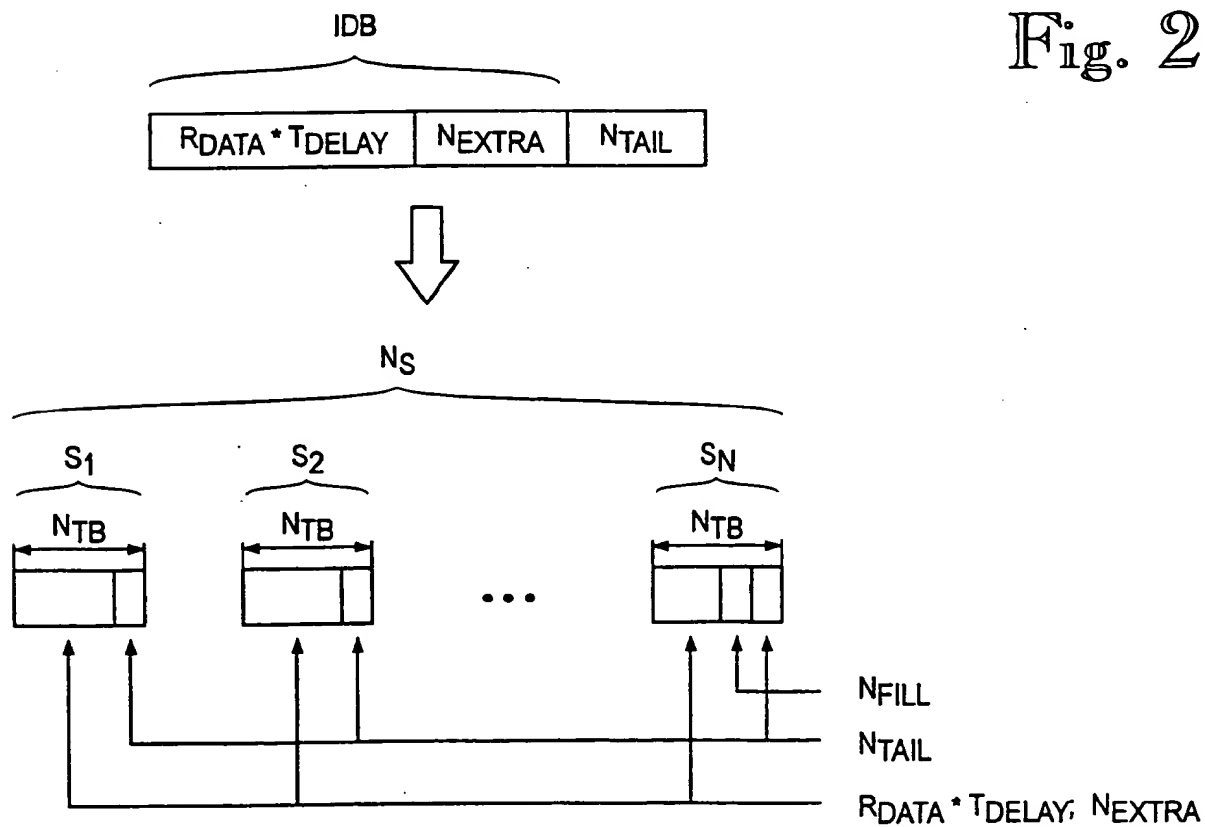 Fig. 2
IDB
RDATA * TDELAY NEXTRA NTAIL
NS
S1 S2 SN
NTB NTB NTB
...
NFILL
NTAIL
RDATA * TDELAY; NEXTRA